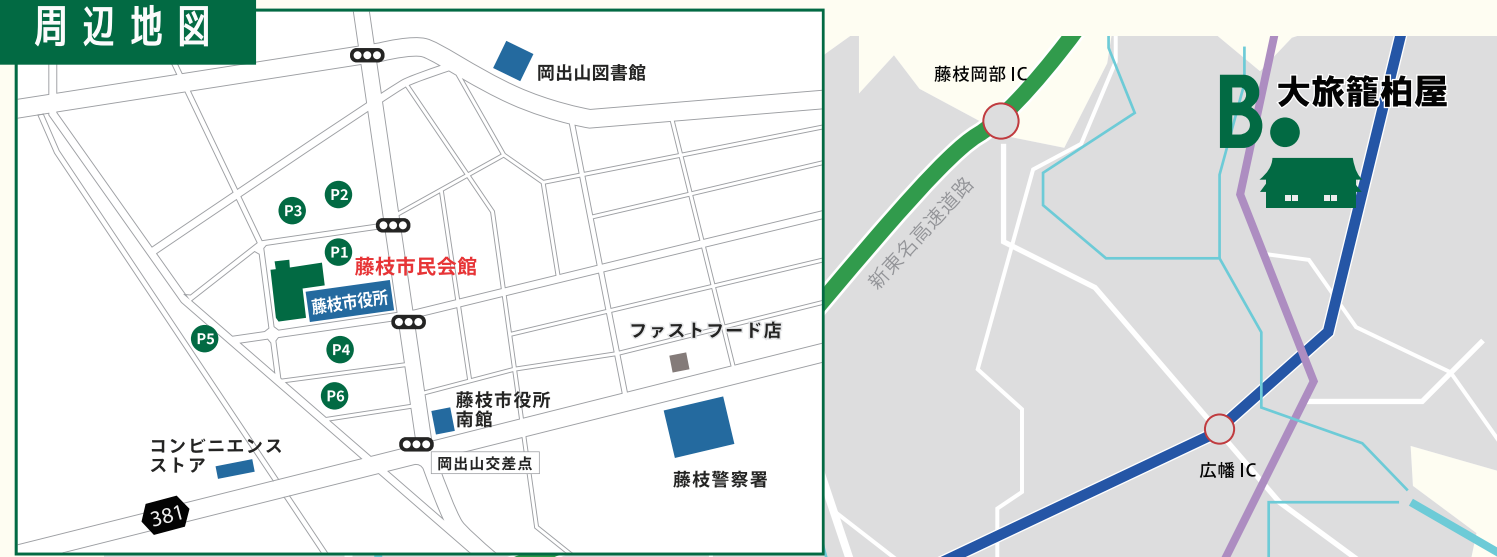 周辺地図
岡出山図書館
藤枝岡部IC
B
大旅籠柏屋
P2
P3
P1
藤枝市民会館
藤枝市役所
新東名高速道路
P5
P4
ファストフード店
P6
藤枝市役所
南館
コンビニエンス
ストア
岡出山交差点
藤枝警察署
広幡IC
381